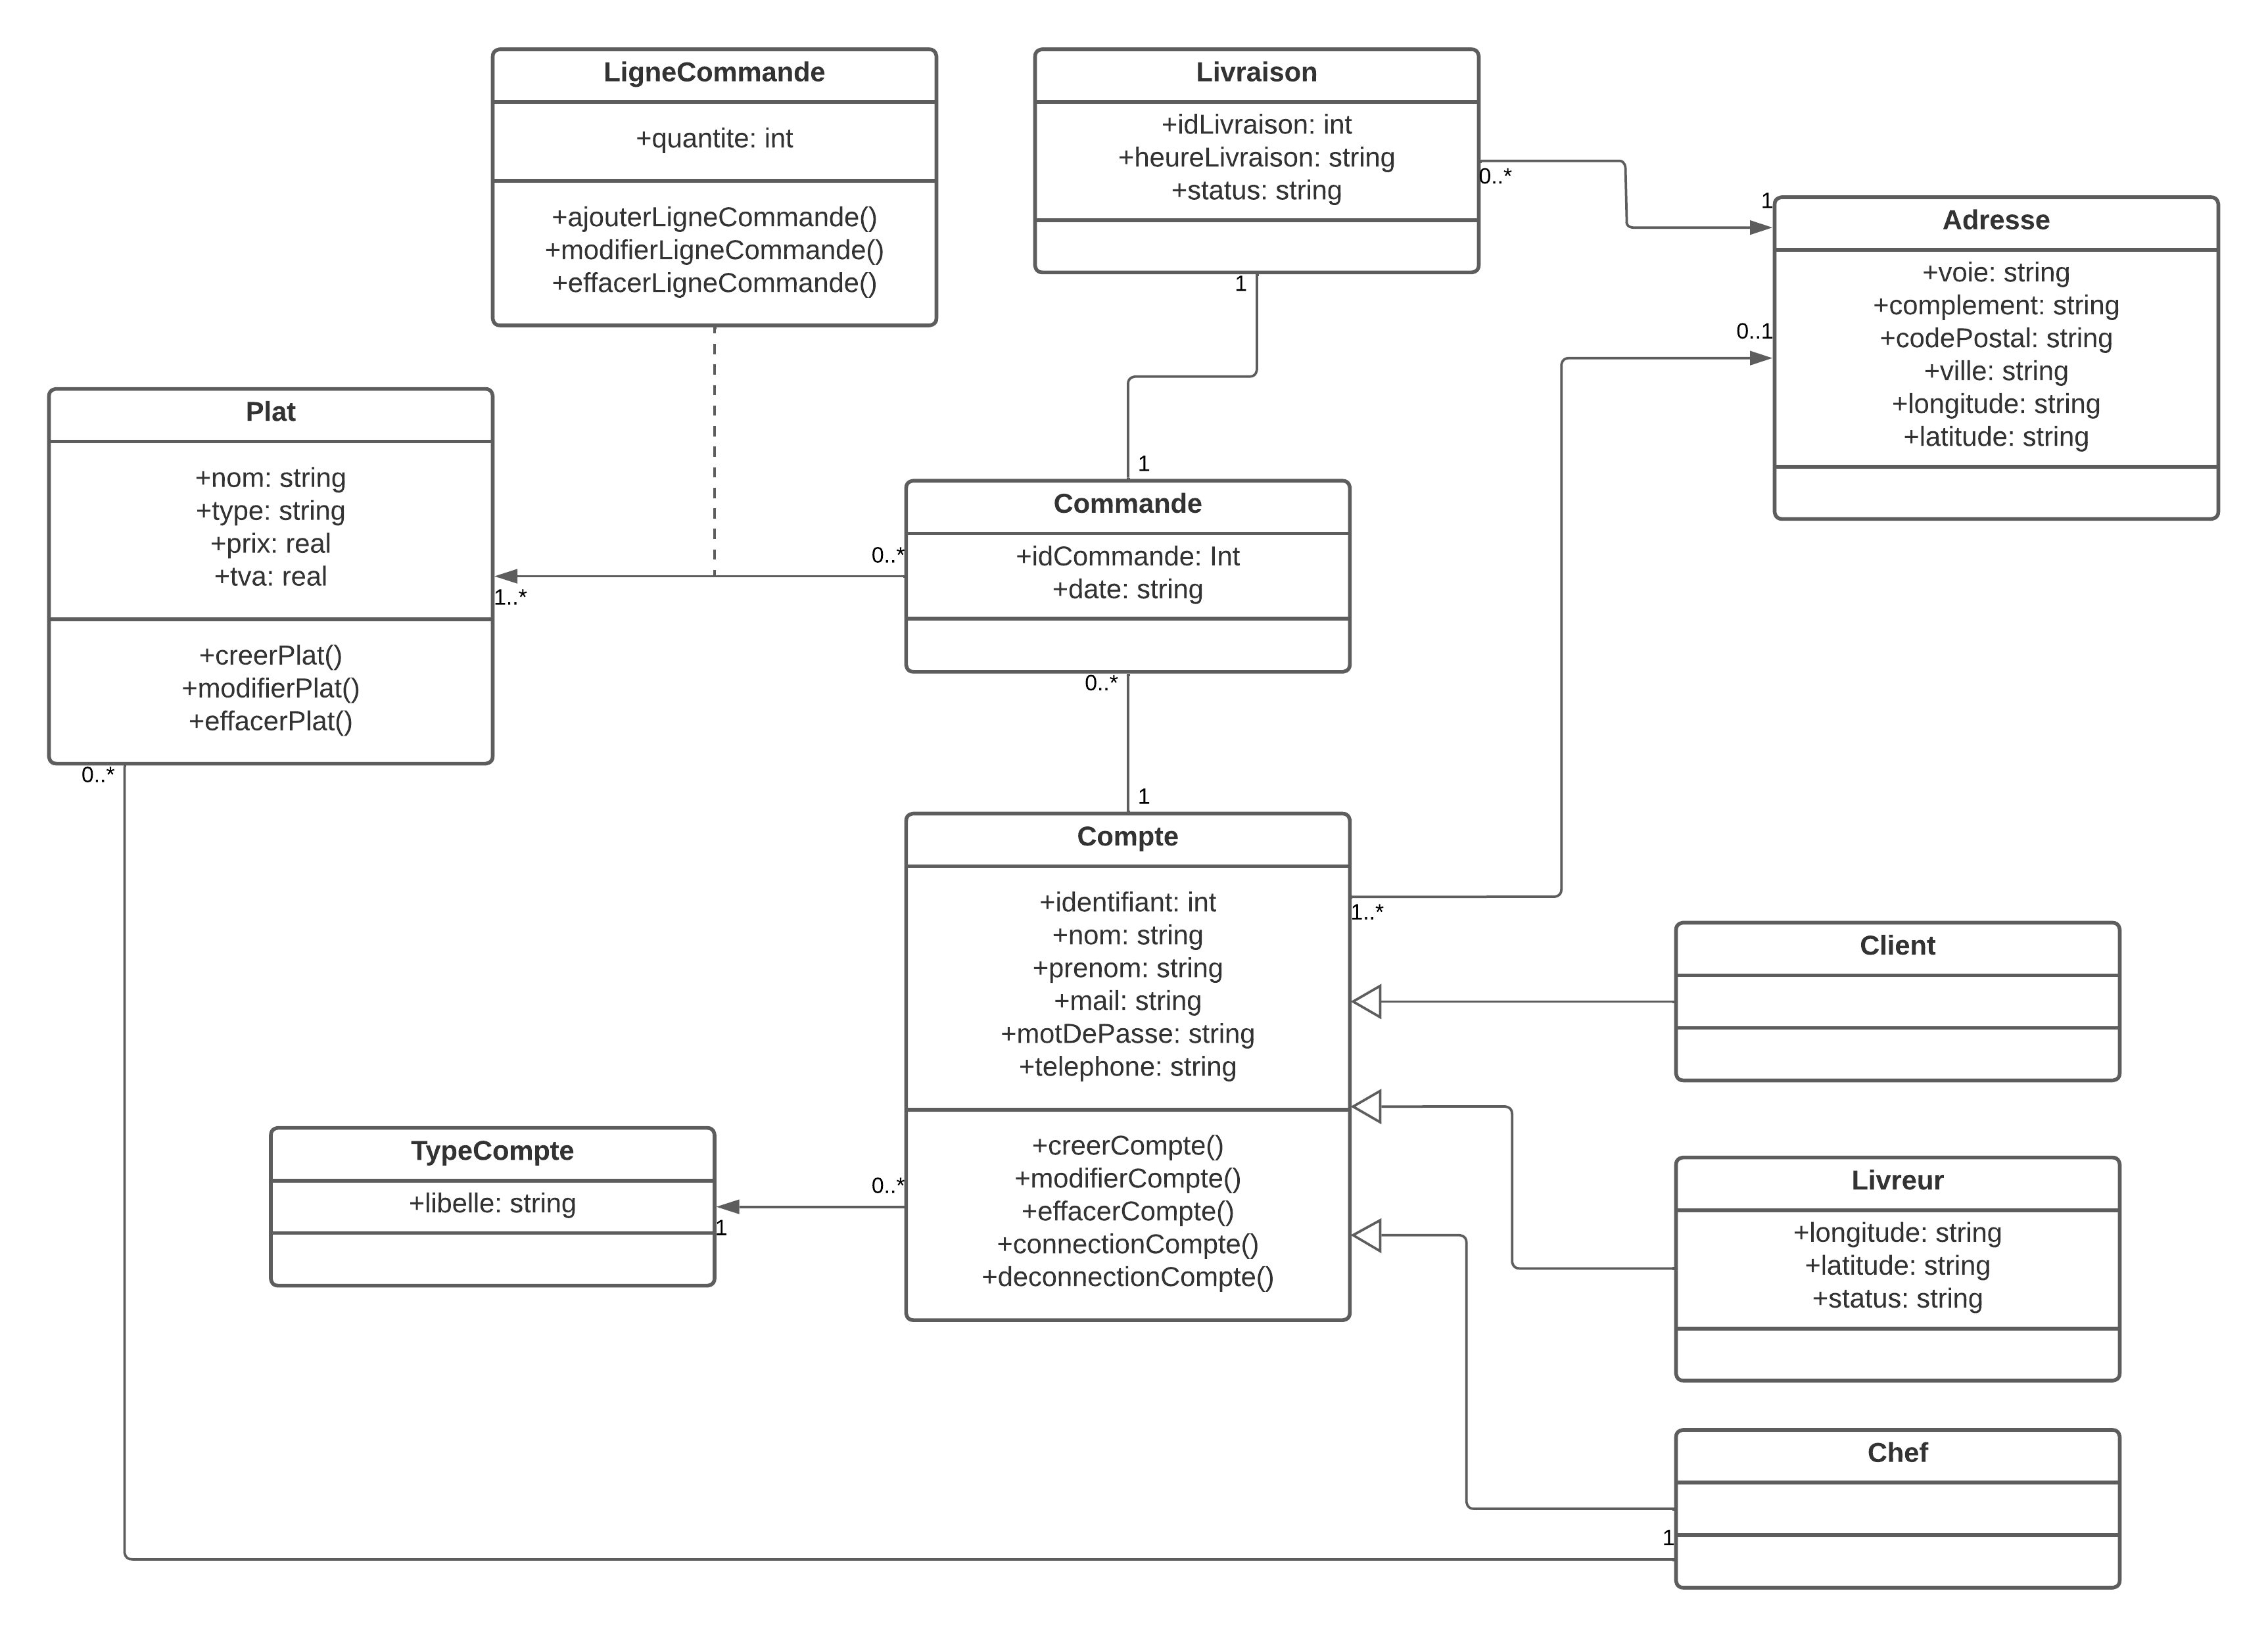 LigneCommande
+quantite: int
+ajouterLigneCommande()
+modifierLigneCommande()
+effacerLigneCommande()
Livraison
+idLivraison: int
+heureLivraison: string
+status: string
0..*
1
1
Adresse
+voie: string
+complement: string
+codePostal: string
+ville: string
+longitude: string
+latitude: string
0..1
Plat
+nom: string
+type: string
+prix: real
+tva: real
+creerPlat()
+modifierPlat()
+effacerPlat()
1..*
0..*
0..*
1
Commande
+idCommande: Int
+date: string
0..*
1
Compte
+identifiant: int
+nom: string
+prenom: string
+mail: string
+motDePasse: string
+telephone: string
+creerCompte()
+modifierCompte()
+effacerCompte()
+connectionCompte()
+deconnectionCompte()
1..*
0..*
TypeCompte
+libelle: string
1
Client
Livreur
+longitude: string
+latitude: string
+status: string
Chef
1